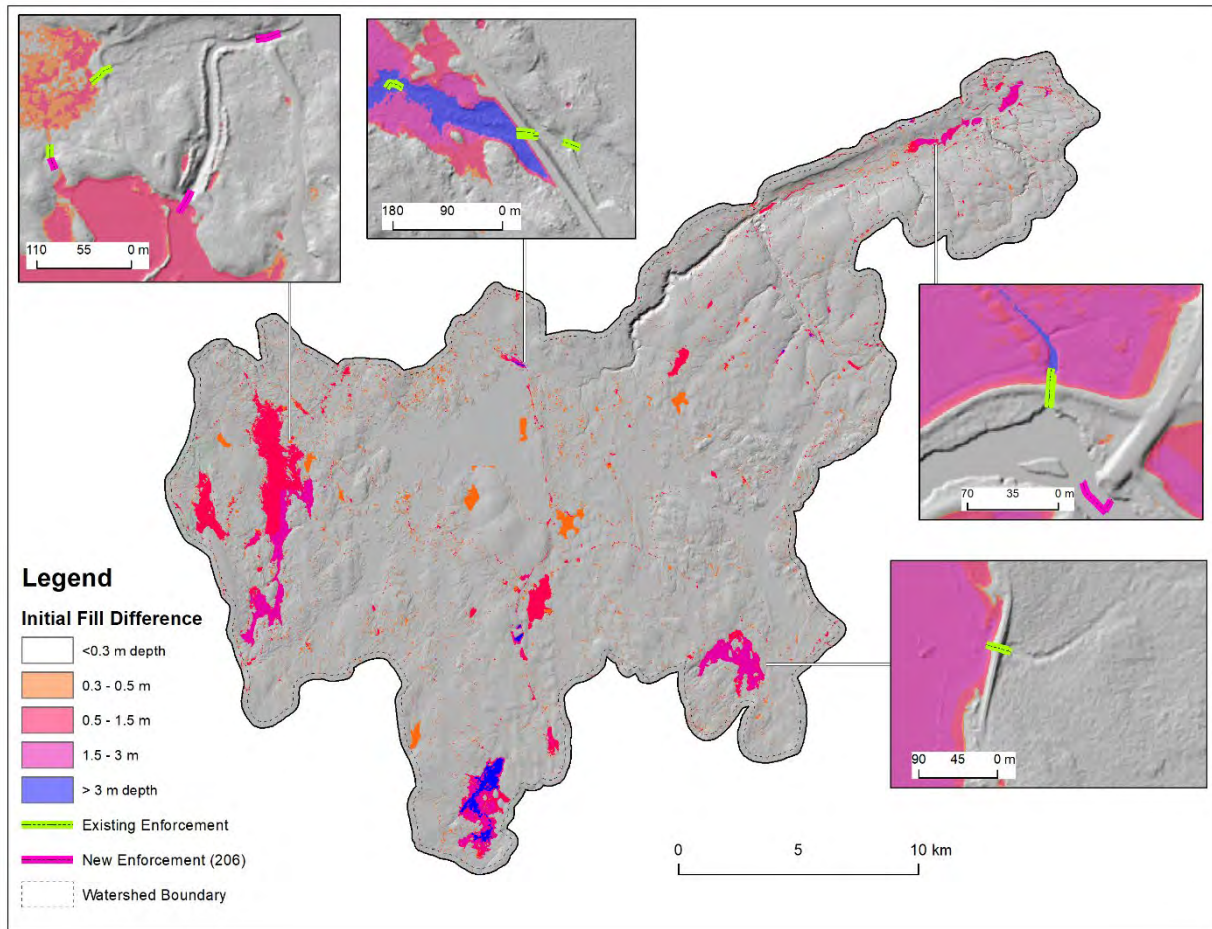 110 55 0 m
180 90 0 m
70 35 0 m
90 45 0 m
Legend
Initial Fill Difference
<0.3 m depth
0.3 - 0.5 m
0.5 - 1.5 m
1.5 - 3 m
> 3 m depth
Existing Enforcement
New Enforcement (206)
Watershed Boundary
0 5 10 km